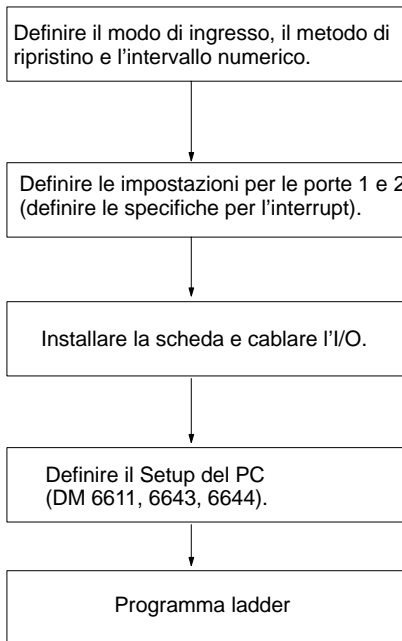 Definire il modo di ingresso, il metodo di
ripristino e l’intervallo numerico.
Definire le impostazioni per le porte 1 e 2
(definire le specifiche per l’interrupt).
Installare la scheda e cablare l’I/O.
Definire il Setup del PC
(DM 6611, 6643, 6644).
Programma ladder